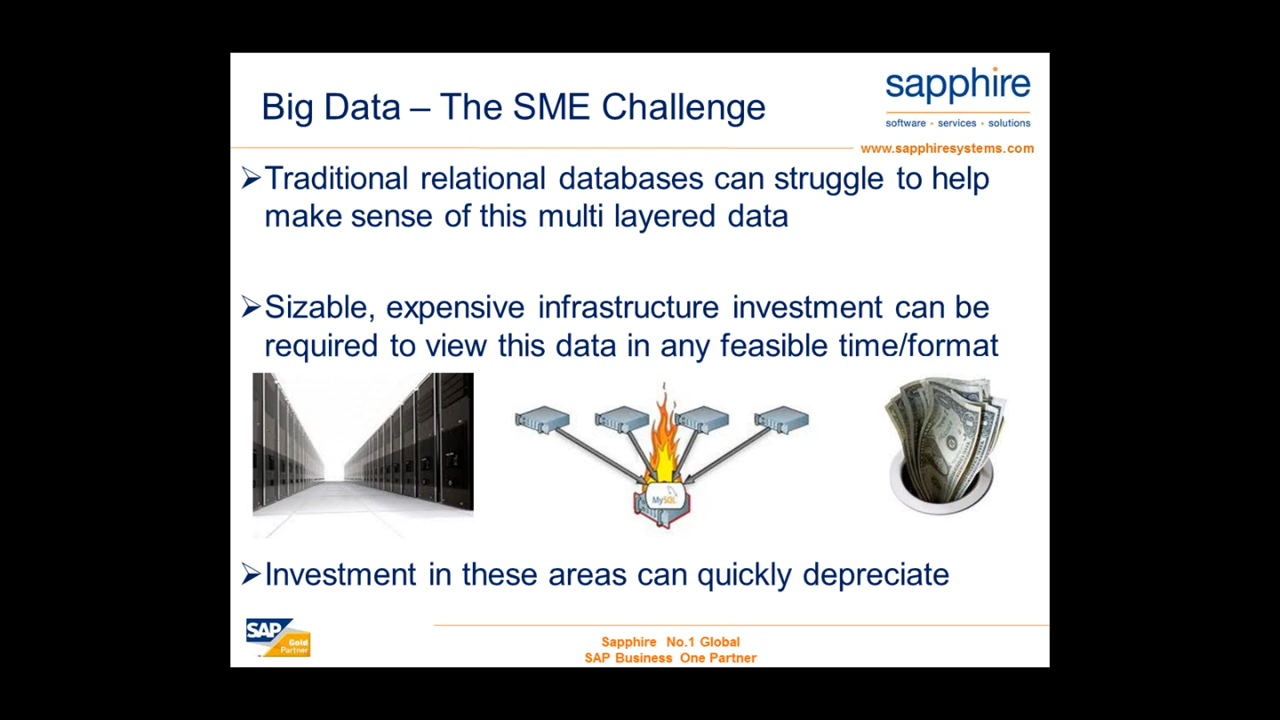 Big Data – The SME Challenge
sapphire
software - services - solutions
www.sapphiresystems.com
➢Traditional relational databases can struggle to help
make sense of this multi layered data
➢Sizable, expensive infrastructure investment can be
required to view this data in any feasible time/format
MySQL
➢Investment in these areas can quickly depreciate
SAP
Gold
Partner
Sapphire No.1 Global
SAP Business One Partner